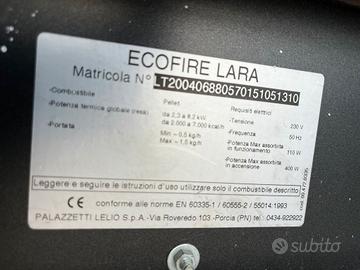 ECOFIRE LARA
Matricola N° LT200406880570151051310
-Combustibile Pellet Requisiti elettrici
-Potenza termica globale (resa) da 2,3 a 8,2 kW -Tensione 230 V
da 2.000 a 7.000 kcal/h -Frequenza 50 Hz
-Portata Min – 0,5 kg/h -Potenza max assorbita in funzionamento 110 W
Max – 1,8 kg/h -Potenza max assorbita in accensione 400 W
Leggere e seguire le istruzioni d'uso utilizzare solo il combustibile descritto
CE conforme alle norme EN 60335-1 / 60555-2 / 55014:1993
PALAZZETTI LELIO S.p.A. -Via Roveredo 103 -Porcia (PN) tel.: 0434-922922
subito